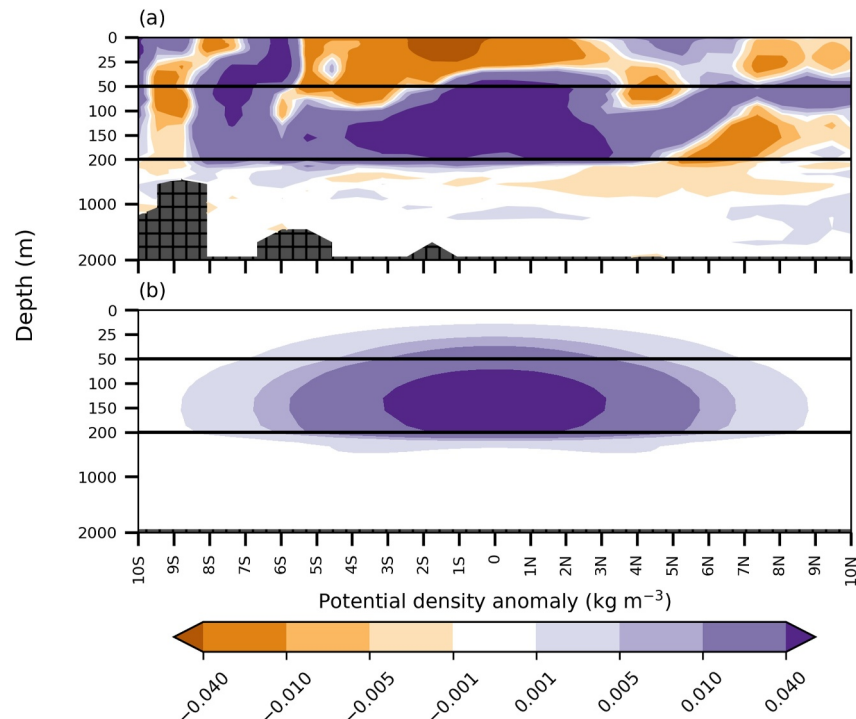 (a)
0
25
50
100
150
200
1000
2000
Depth (m)
(b)
0
25
50
100
150
200
1000
2000
10S 9S 8S 7S 6S 5S 4S 3S 2S 1S 0 1N 2N 3N 4N 5N 6N 7N 8N 9N 10N
Potential density anomaly (kg m⁻³)
−0.040 −0.010 −0.005 −0.001 0.001 0.005 0.010 0.040